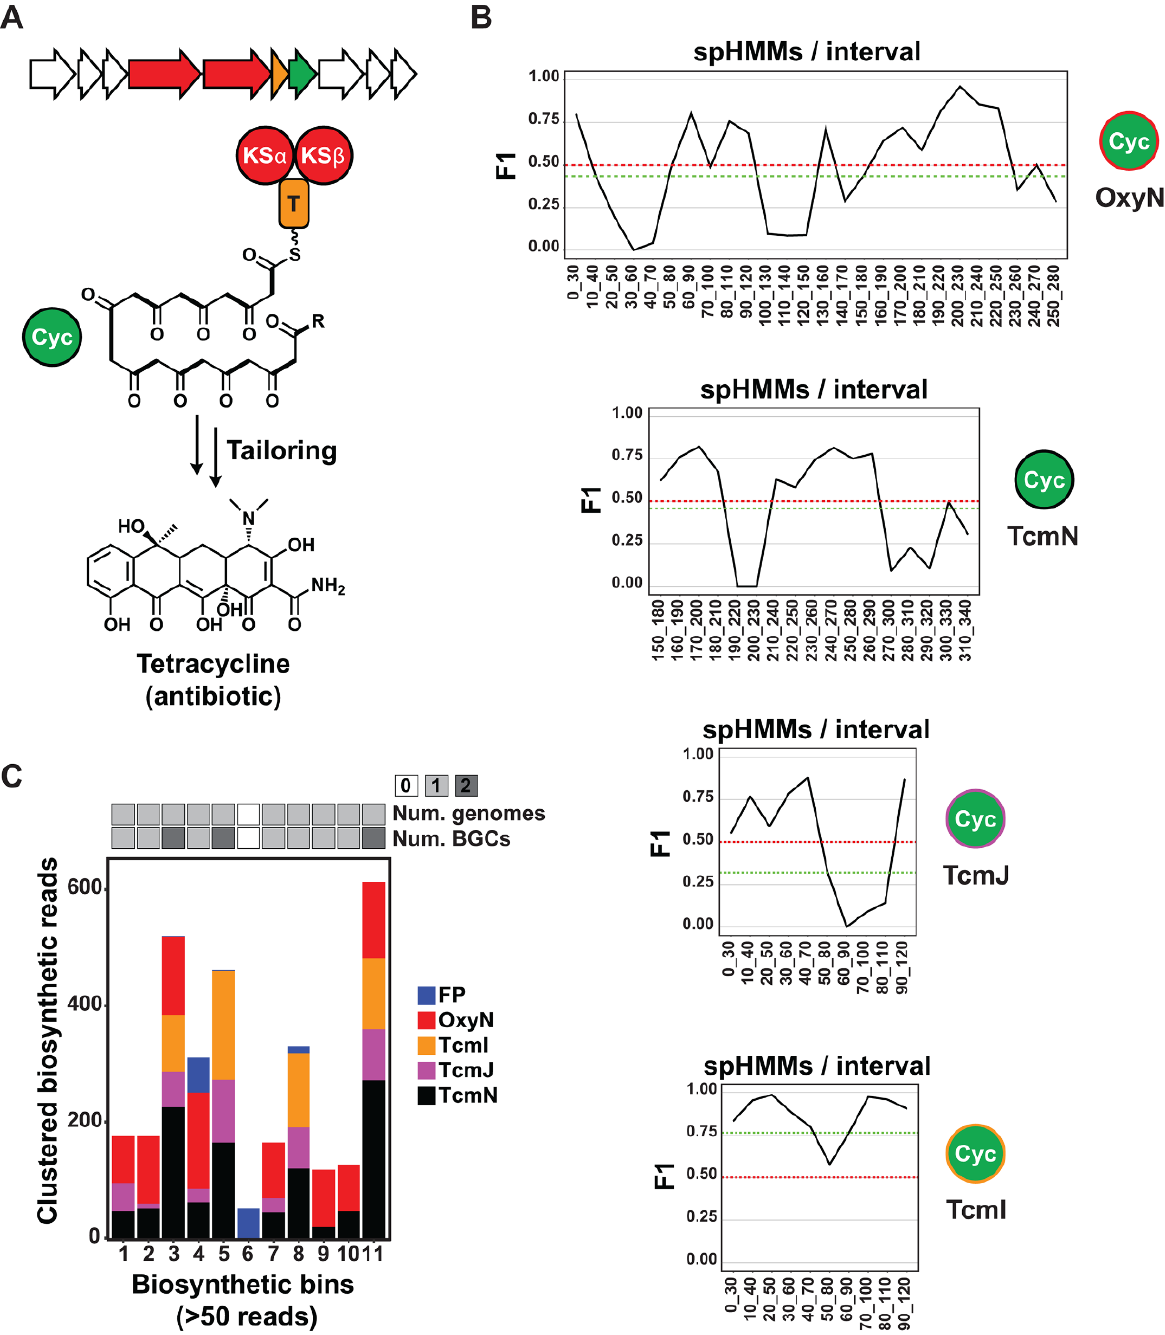 A
KSα
KSβ
T
S
O
O
O
O
O
O
R
Cyc
O
O
O
O
Tailoring
HO
N
OH
NH2
OH
OH
O
OH
O
O
Tetracycline
(antibiotic)
B
spHMMs / interval
F1
1.00
0.75
0.50
0.25
0.00
0_30
10_40
20_50
30_60
40_70
50_80
60_90
70_100
80_110
90_120
100_130
110_140
120_150
130_160
140_170
150_180
160_190
170_200
180_210
190_220
200_230
210_240
220_250
230_260
240_270
250_280
Cyc
OxyN
spHMMs / interval
F1
1.00
0.75
0.50
0.25
0.00
150_180
160_190
170_200
180_210
190_220
200_230
210_240
220_250
240_270
250_280
260_290
270_300
280_310
290_320
300_330
310_340
Cyc
TcmN
spHMMs / interval
F1
1.00
0.75
0.50
0.25
0.00
0_30
10_40
20_50
30_60
40_70
50_80
60_90
70_100
80_110
90_120
Cyc
TcmJ
spHMMs / interval
F1
1.00
0.75
0.50
0.25
0.00
0_30
10_40
20_50
30_60
40_70
50_80
60_90
70_100
80_110
90_120
Cyc
TcmI
C
0 1 2
Num. genomes
Num. BGCs
Clustered biosynthetic reads
600
400
200
0
1 2 3 4 5 6 7 8 9 10 11
Biosynthetic bins
(>50 reads)
FP
OxyN
TcmI
TcmJ
TcmN